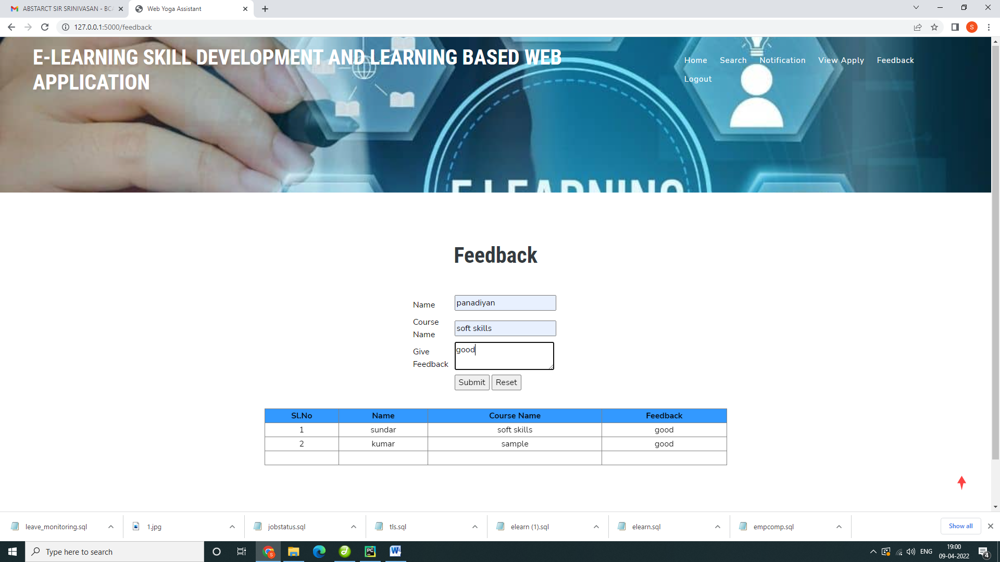 ABSTARCT SIR SRINIVASAN - BCA
Web Yoga Assistant
127.0.0.1:5000/feedback
S
E-LEARNING SKILL DEVELOPMENT AND LEARNING BASED WEB
APPLICATION
Home Search Notification View Apply Feedback
Logout
E LEARNING
Feedback
Name panadiyan
Course
Name
soft skills
Give
Feedback
good
Submit Reset
Sl.No Name Course Name Feedback
1 sundar soft skills good
2 kumar sample good
leave_monitoring.sql 1.jpg jobstatus.sql tls.sql elearn (1).sql elearn.sql empcomp.sql Show all
Type here to search
ENG
19:00
09-04-2022
4